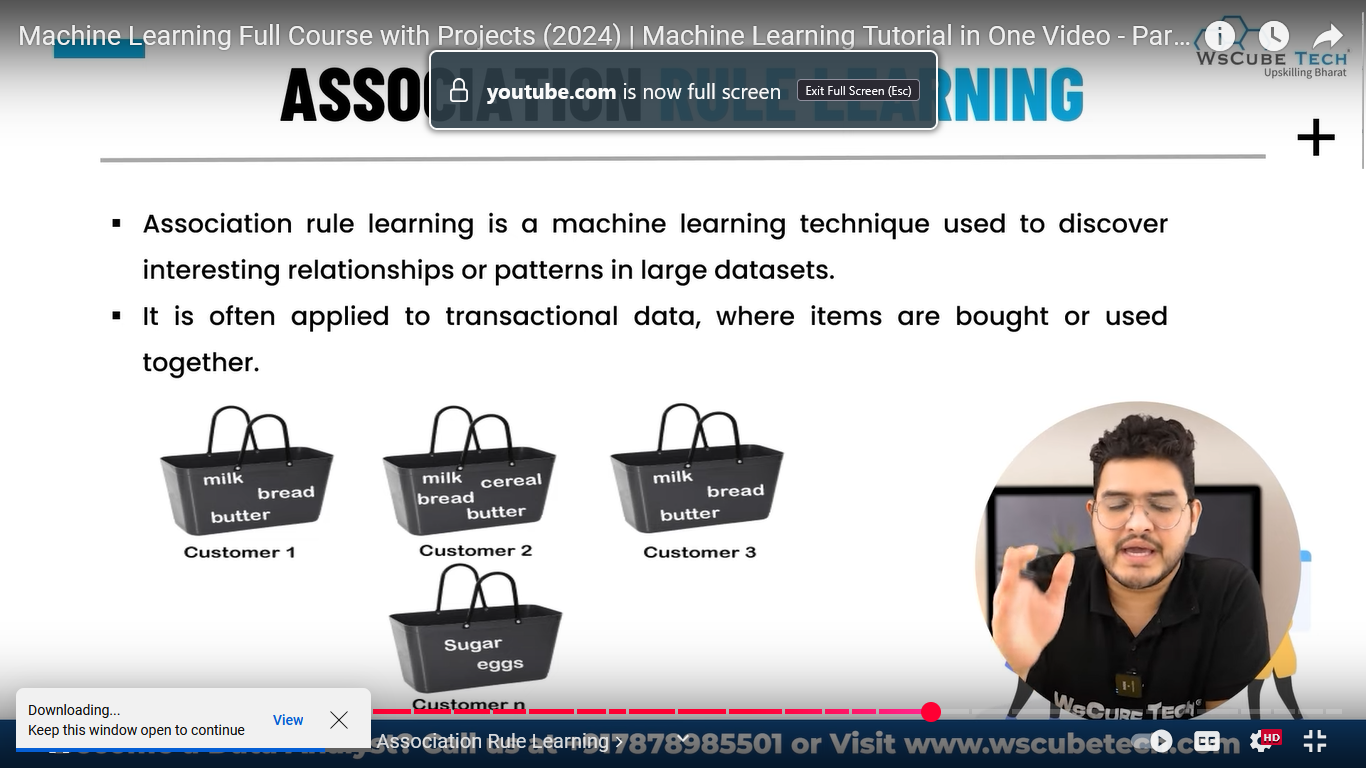 Machine Learning Full Course with Projects (2024) | Machine Learning Tutorial in One Video - Par...
WsCube Tech
Upskilling Bharat
ASSOCIATION RULE LEARNING
youtube.com is now full screen
Exit Full Screen (Esc)
▪ Association rule learning is a machine learning technique used to discover
interesting relationships or patterns in large datasets.
▪ It is often applied to transactional data, where items are bought or used
together.
milk
bread
butter
Customer 1
milk cereal
bread
butter
Customer 2
milk
bread
butter
Customer 3
Sugar
eggs
Customer n
WsCube Tech
Downloading...
Keep this window open to continue
View
Association Rule Learning
7878985501 or Visit www.wscubetech.com
CC
HD